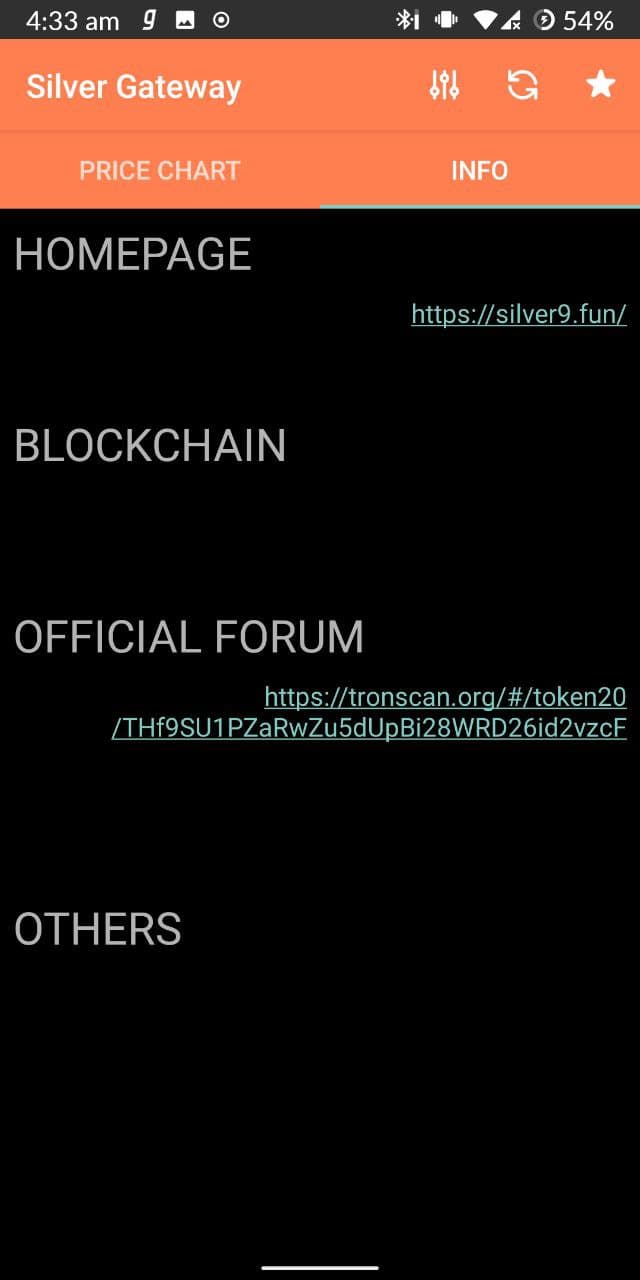 4:33 am g 54%
Silver Gateway
PRICE CHART INFO
HOMEPAGE
https://silver9.fun/
BLOCKCHAIN
OFFICIAL FORUM
https://tronscan.org/#/token20
/THf9SU1PZaRwZu5dUpBi28WRD26id2vzcF
OTHERS